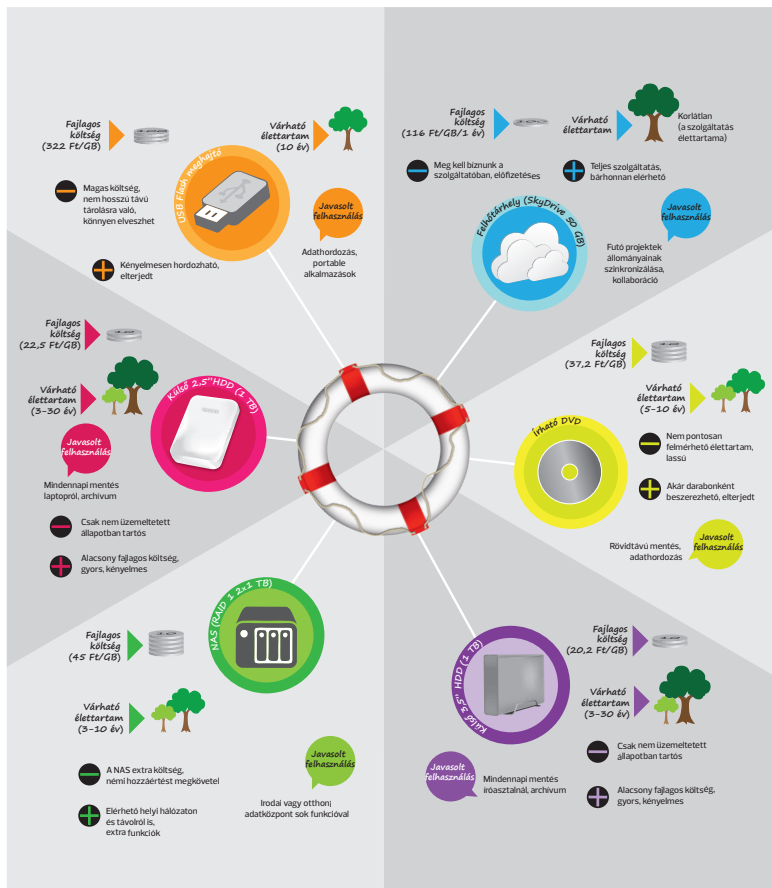 Fajlagos
költség
(322 Ft/GB)
Várható
élettartam
(10 év)
Magas költség,
nem hosszú távú
tárolásra való,
könnyen elveszhet
USB Flash meghajtó
Javasolt
felhasználás
Adathordozás,
portable
alkalmazások
Kényelmesen hordozható,
elterjedt
Fajlagos
költség
(116 Ft/GB/1 év)
Várható
élettartam
Korlátlan
(a szolgáltatás
élettartama)
Meg kell bíznunk a
szolgáltatóban, előfizetéses
Teljes szolgáltatás,
bárhonnan elérhető
Felhőtárhely (SkyDrive 50 GB)
Javasolt
felhasználás
Futó projektek
állományainak
szinkronizálása,
kollaboráció
Fajlagos
költség
(22,5 Ft/GB)
Várható
élettartam
(3-30 év)
Külső 2,5" HDD (1 TB)
Javasolt
felhasználás
Mindennapi mentés
laptopról, archívum
Csak nem üzemeltetett
állapotban tartós
Alacsony fajlagos költség,
gyors, kényelmes
Fajlagos
költség
(37,2 Ft/GB)
Várható
élettartam
(5-10 év)
Írható DVD
Nem pontosan
felmérhető élettartam,
lassú
Akár darabonként
beszerezhető, elterjedt
Javasolt
felhasználás
Rövidtávú mentés,
adathordozás
NAS (RAID 1 2x1 TB)
Fajlagos
költség
(45 Ft/GB)
10
Várható
élettartam
(3-10 év)
A NAS extra költség,
némi hozzáértést megkövetel
Elérhető helyi hálózaton
és távolról is,
extra funkciók
Javasolt
felhasználás
Irodai vagy otthoni
adatközpont sok funkcióval
Külső 3,5" HDD (1 TB)
Fajlagos
költség
(20,2 Ft/GB)
Várható
élettartam
(3-30 év)
Csak nem üzemeltetett
állapotban tartós
Javasolt
felhasználás
Mindennapi mentés
íróasztalnál, archívum
Alacsony fajlagos költség,
gyors, kényelmes